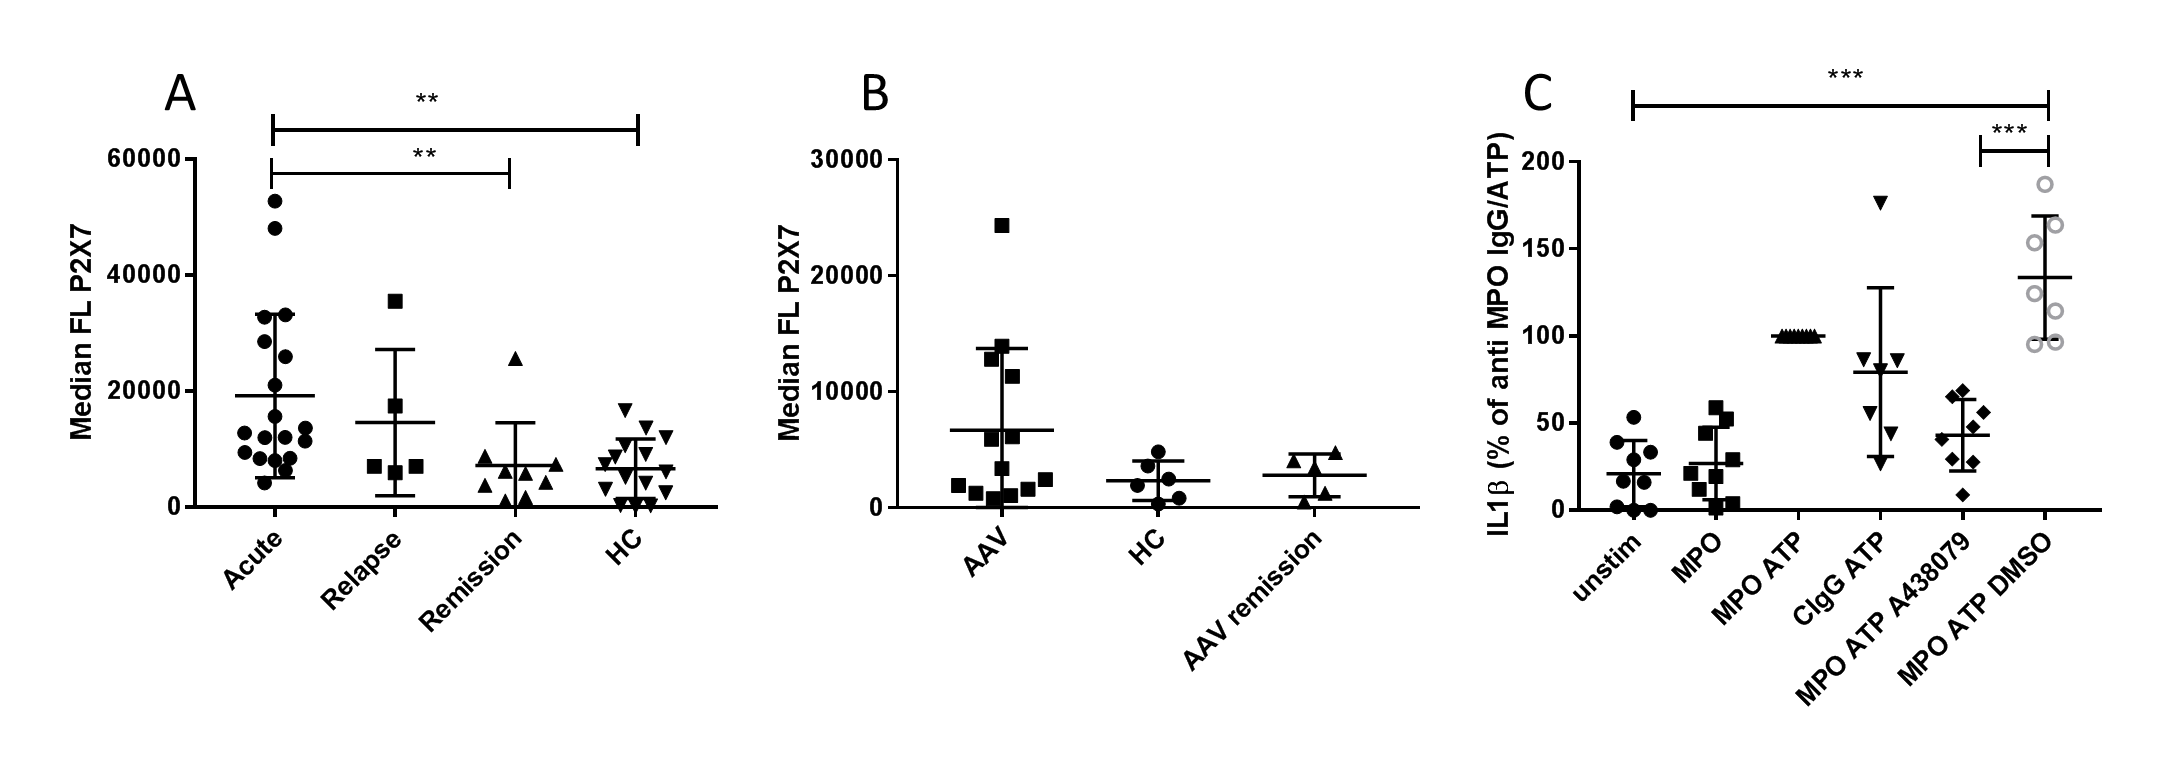 A
**
**
60000
40000
20000
0
Median FL P2X7
Acute
Relapse
Remission
HC
B
30000
20000
10000
0
Median FL P2X7
AAV
HC
AAV remission
C
***
***
200
150
100
50
0
IL1β (% of anti MPO IgG/ATP)
unstim
MPO
MPO ATP
CIgG ATP
MPO ATP A438079
MPO ATP DMSO